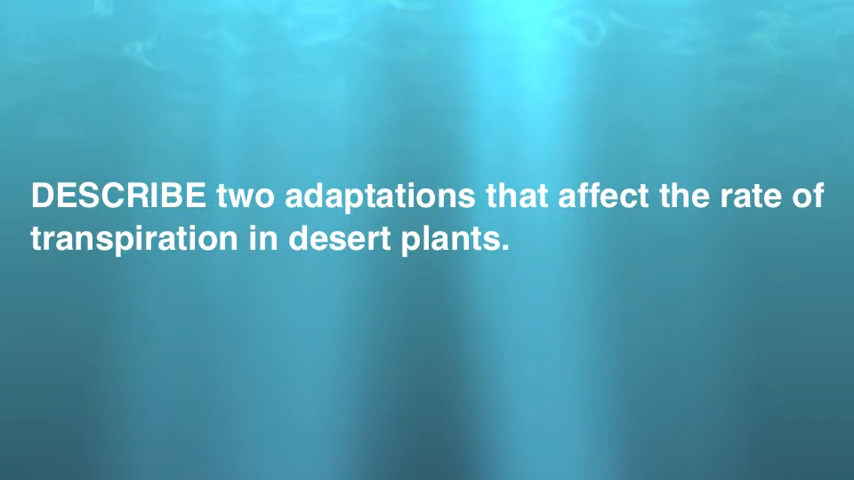 DESCRIBE two adaptations that affect the rate of
transpiration in desert plants.